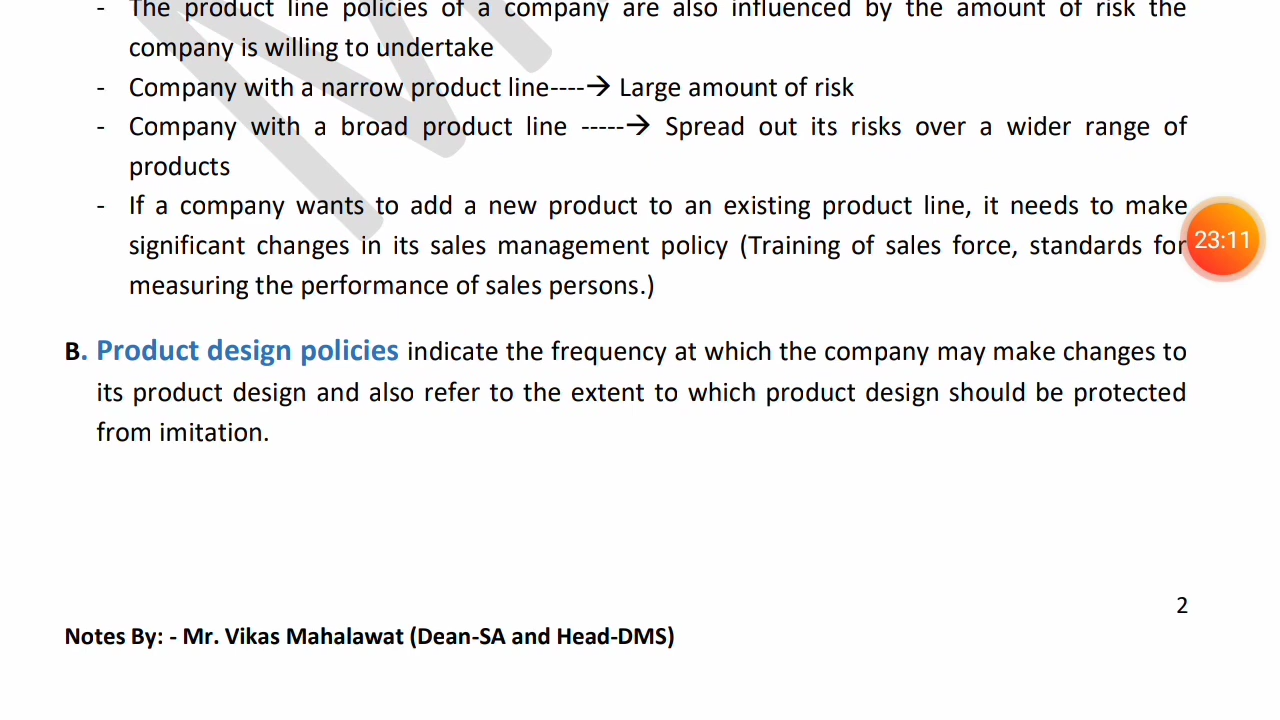 - The product line policies of a company are also influenced by the amount of risk the
company is willing to undertake
- Company with a narrow product line----→ Large amount of risk
- Company with a broad product line -----→ Spread out its risks over a wider range of
products
- If a company wants to add a new product to an existing product line, it needs to make
significant changes in its sales management policy (Training of sales force, standards for
measuring the performance of sales persons.)
23:11
B. Product design policies indicate the frequency at which the company may make changes to
its product design and also refer to the extent to which product design should be protected
from imitation.
2
Notes By: - Mr. Vikas Mahalawat (Dean-SA and Head-DMS)